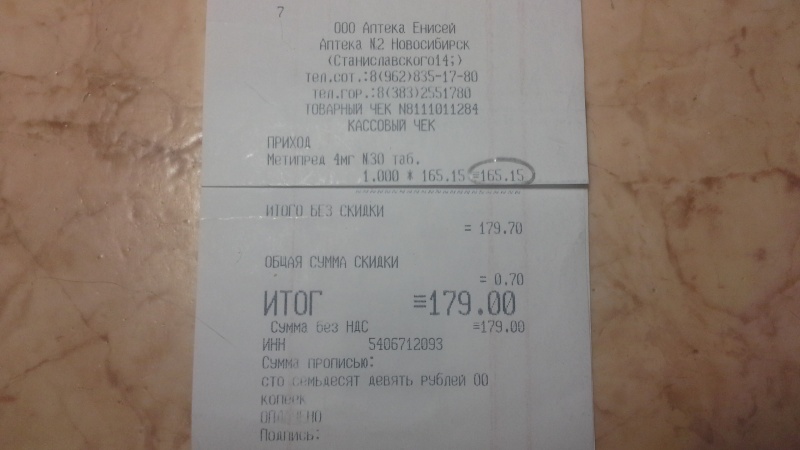 7
ООО Аптека Енисей
Аптека №2 Новосибирск
(Станиславского14;)
тел.сот.:8(962)835-17-80
тел.гор.:8(383)2551780
ТОВАРНЫЙ ЧЕК N8111011284
КАССОВЫЙ ЧЕК
ПРИХОД
Метипред 4мг N30 таб.
1.000 * 165.15 =165.15
ИТОГО БЕЗ СКИДКИ
= 179.70
ОБЩАЯ СУММА СКИДКИ
= 0.70
ИТОГ ≡179.00
Сумма без НДС ≡179.00
ИНН 5406712093
Сумма прописью:
сто семьдесят девять рублей 00
копеек
Подпись: